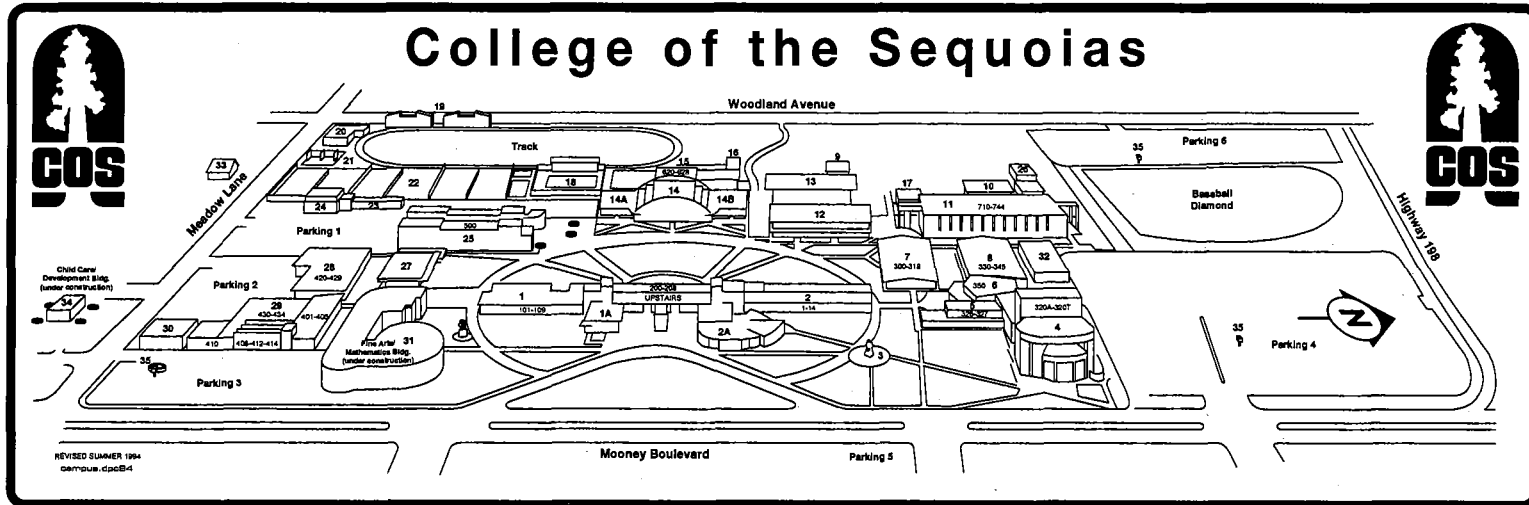 College of the Sequoias
COS
COS
Woodland Avenue
19
20
Track
Parking 6
35
33
21
16
15
620-628
9
26
Meadow Lane
22
18
14
13
17
10
Baseball
Diamond
24
23
14A
14B
11
710-744
Highway 198
12
Parking 1
500
25
7
300-318
8
330-345
32
Child Care/
Development Bldg.
(under construction)
28
420-429
27
Parking 2
200-208
UPSTAIRS
350
6
34
1
101-109
2
1-14
5
326-327
320A-320T
29
430-434
401-405
1A
N
30
410
408-412-414
31
Fine Arts/
Mathematics Bldg.
(under construction)
2A
4
35
Parking 4
3
35
Parking 3
REVISED SUMMER 1994
campus.dpc84
Mooney Boulevard
Parking 5